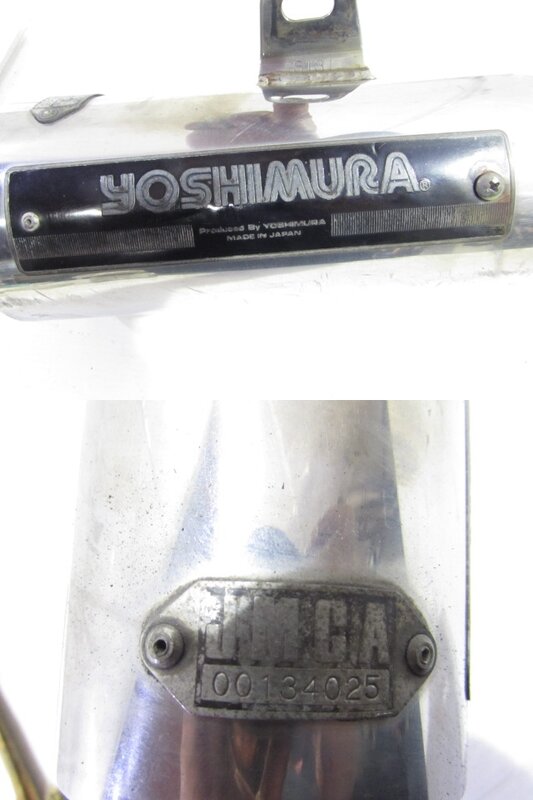 YOSHIMURA®
Produced By YOSHIMURA
MADE IN JAPAN
JMCA
00134025